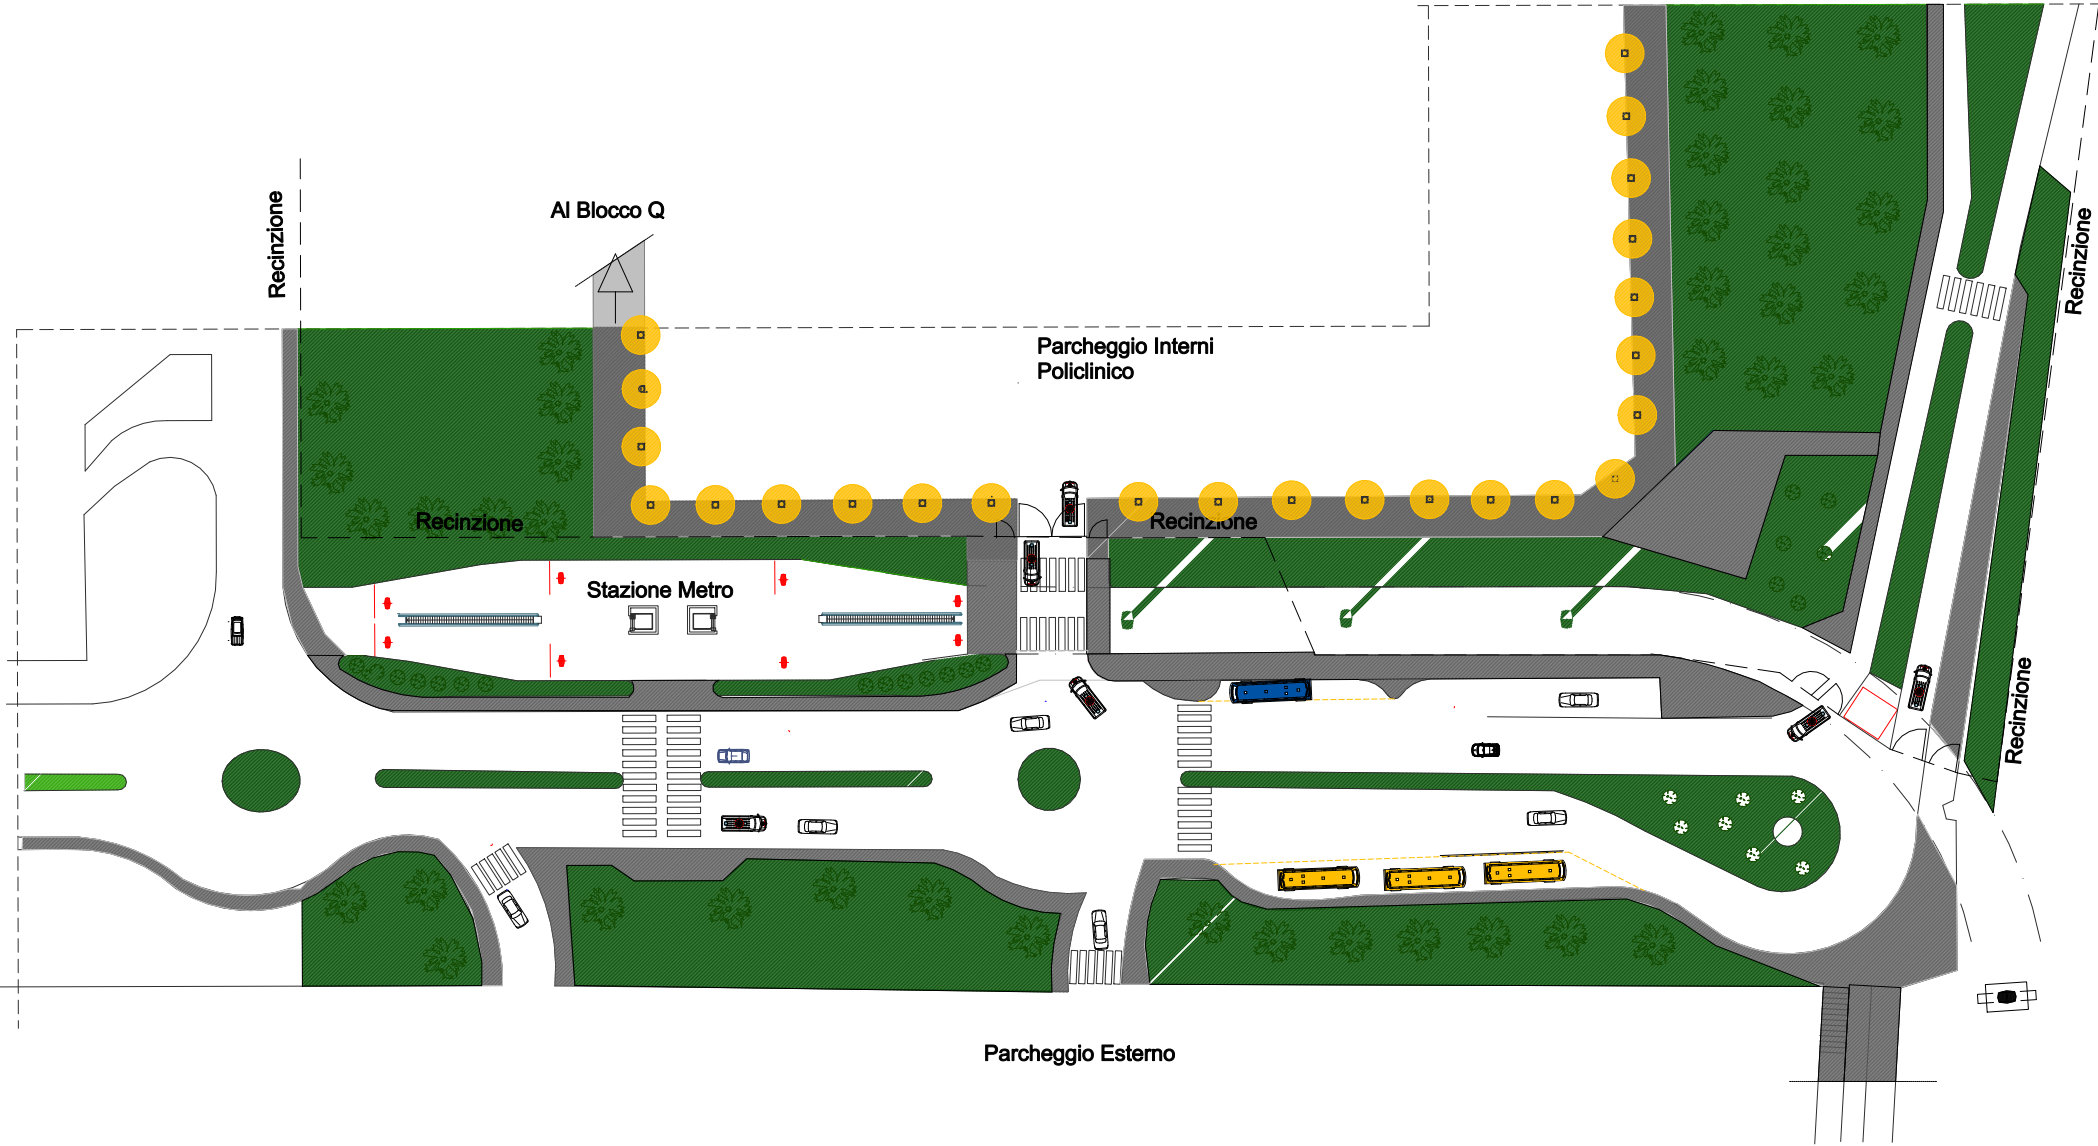 Al Blocco Q
Recinzione
Recinzione
Parcheggio Interni
Policlinico
Recinzione
Recinzione
Stazione Metro
Recinzione
Parcheggio Esterno